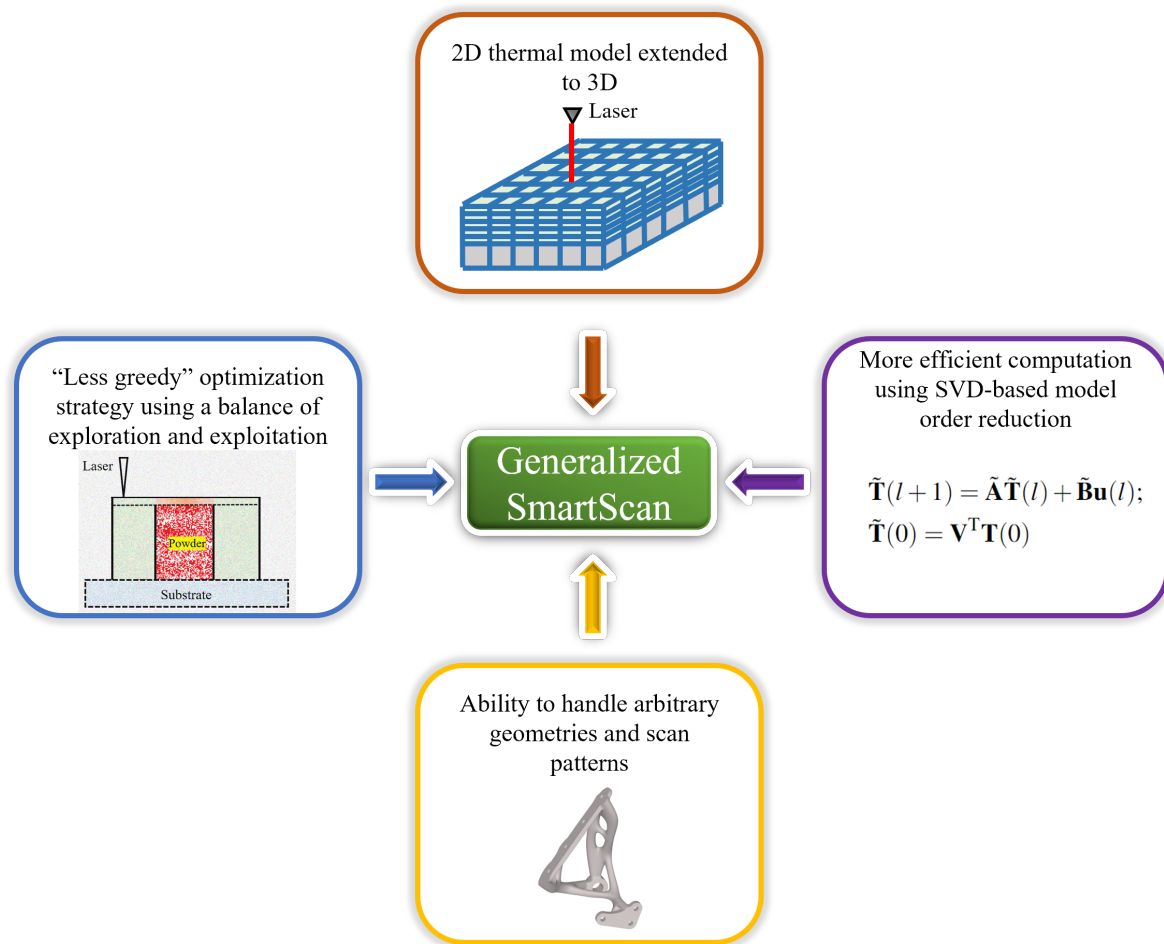 2D thermal model extended
to 3D
Laser
“Less greedy” optimization
strategy using a balance of
exploration and exploitation
Laser
Powder
Substrate
Generalized
SmartScan
More efficient computation
using SVD-based model
order reduction
T̃(l + 1) = ÃT̃(l) + B̃u(l);
T̃(0) = VᵀT(0)
Ability to handle arbitrary
geometries and scan
patterns